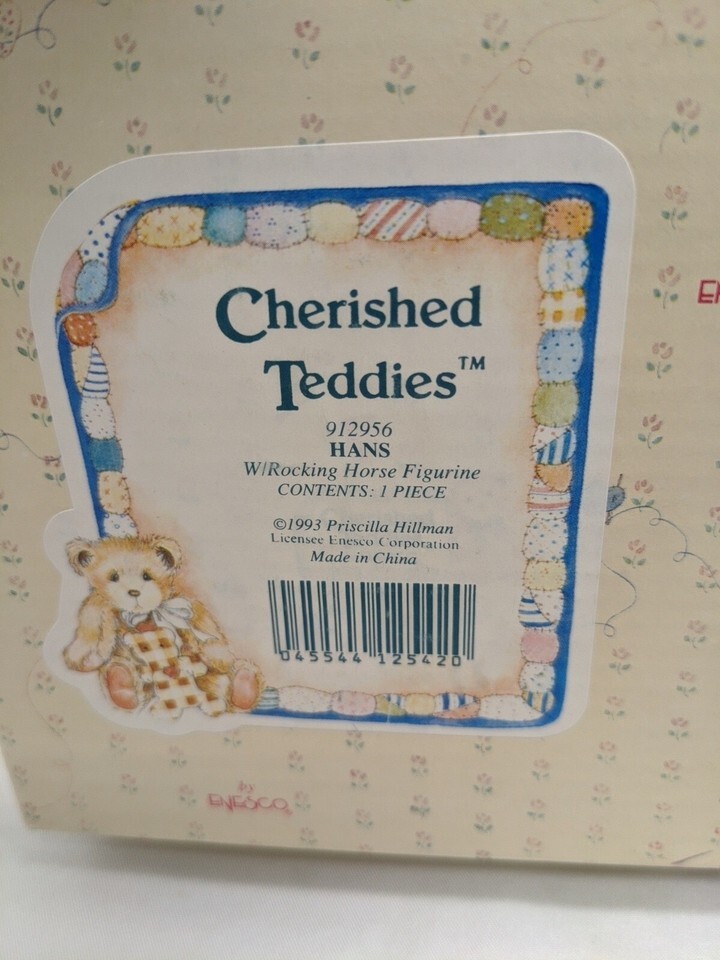 Cherished
Teddies™
912956
HANS
W/Rocking Horse Figurine
CONTENTS: 1 PIECE
©1993 Priscilla Hillman
Licensee Enesco Corporation
Made in China
045544 125420
by
ENESCO®